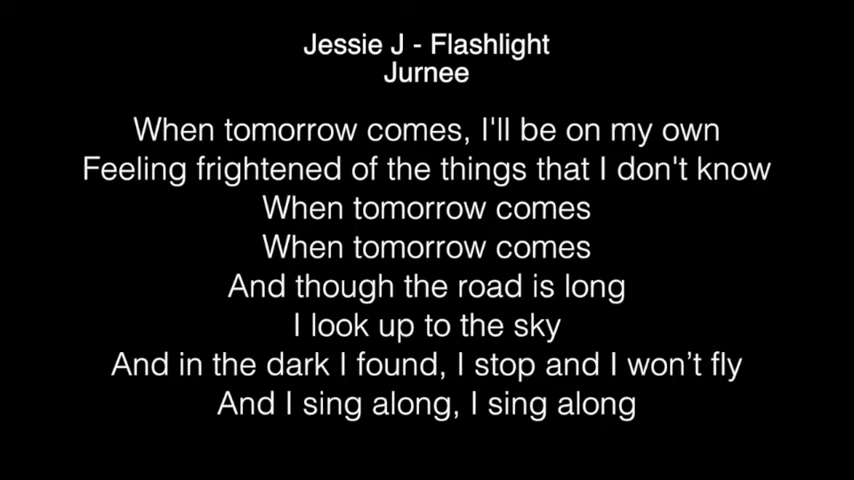 Jessie J - Flashlight
Jurnee
When tomorrow comes, I'll be on my own
Feeling frightened of the things that I don't know
When tomorrow comes
When tomorrow comes
And though the road is long
I look up to the sky
And in the dark I found, I stop and I won’t fly
And I sing along, I sing along